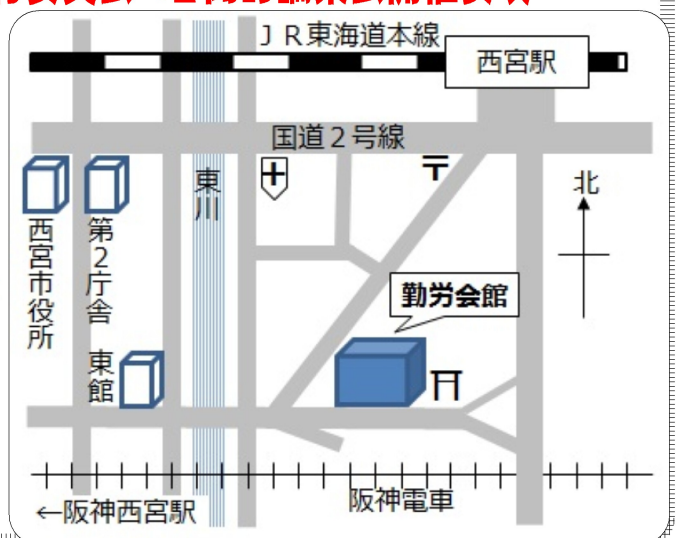 ＪＲ東海道本線
西宮駅
国道２号線
東川
〒
北
西宮市役所
第２庁舎
勤労会館
東館
←阪神西宮駅
阪神電車